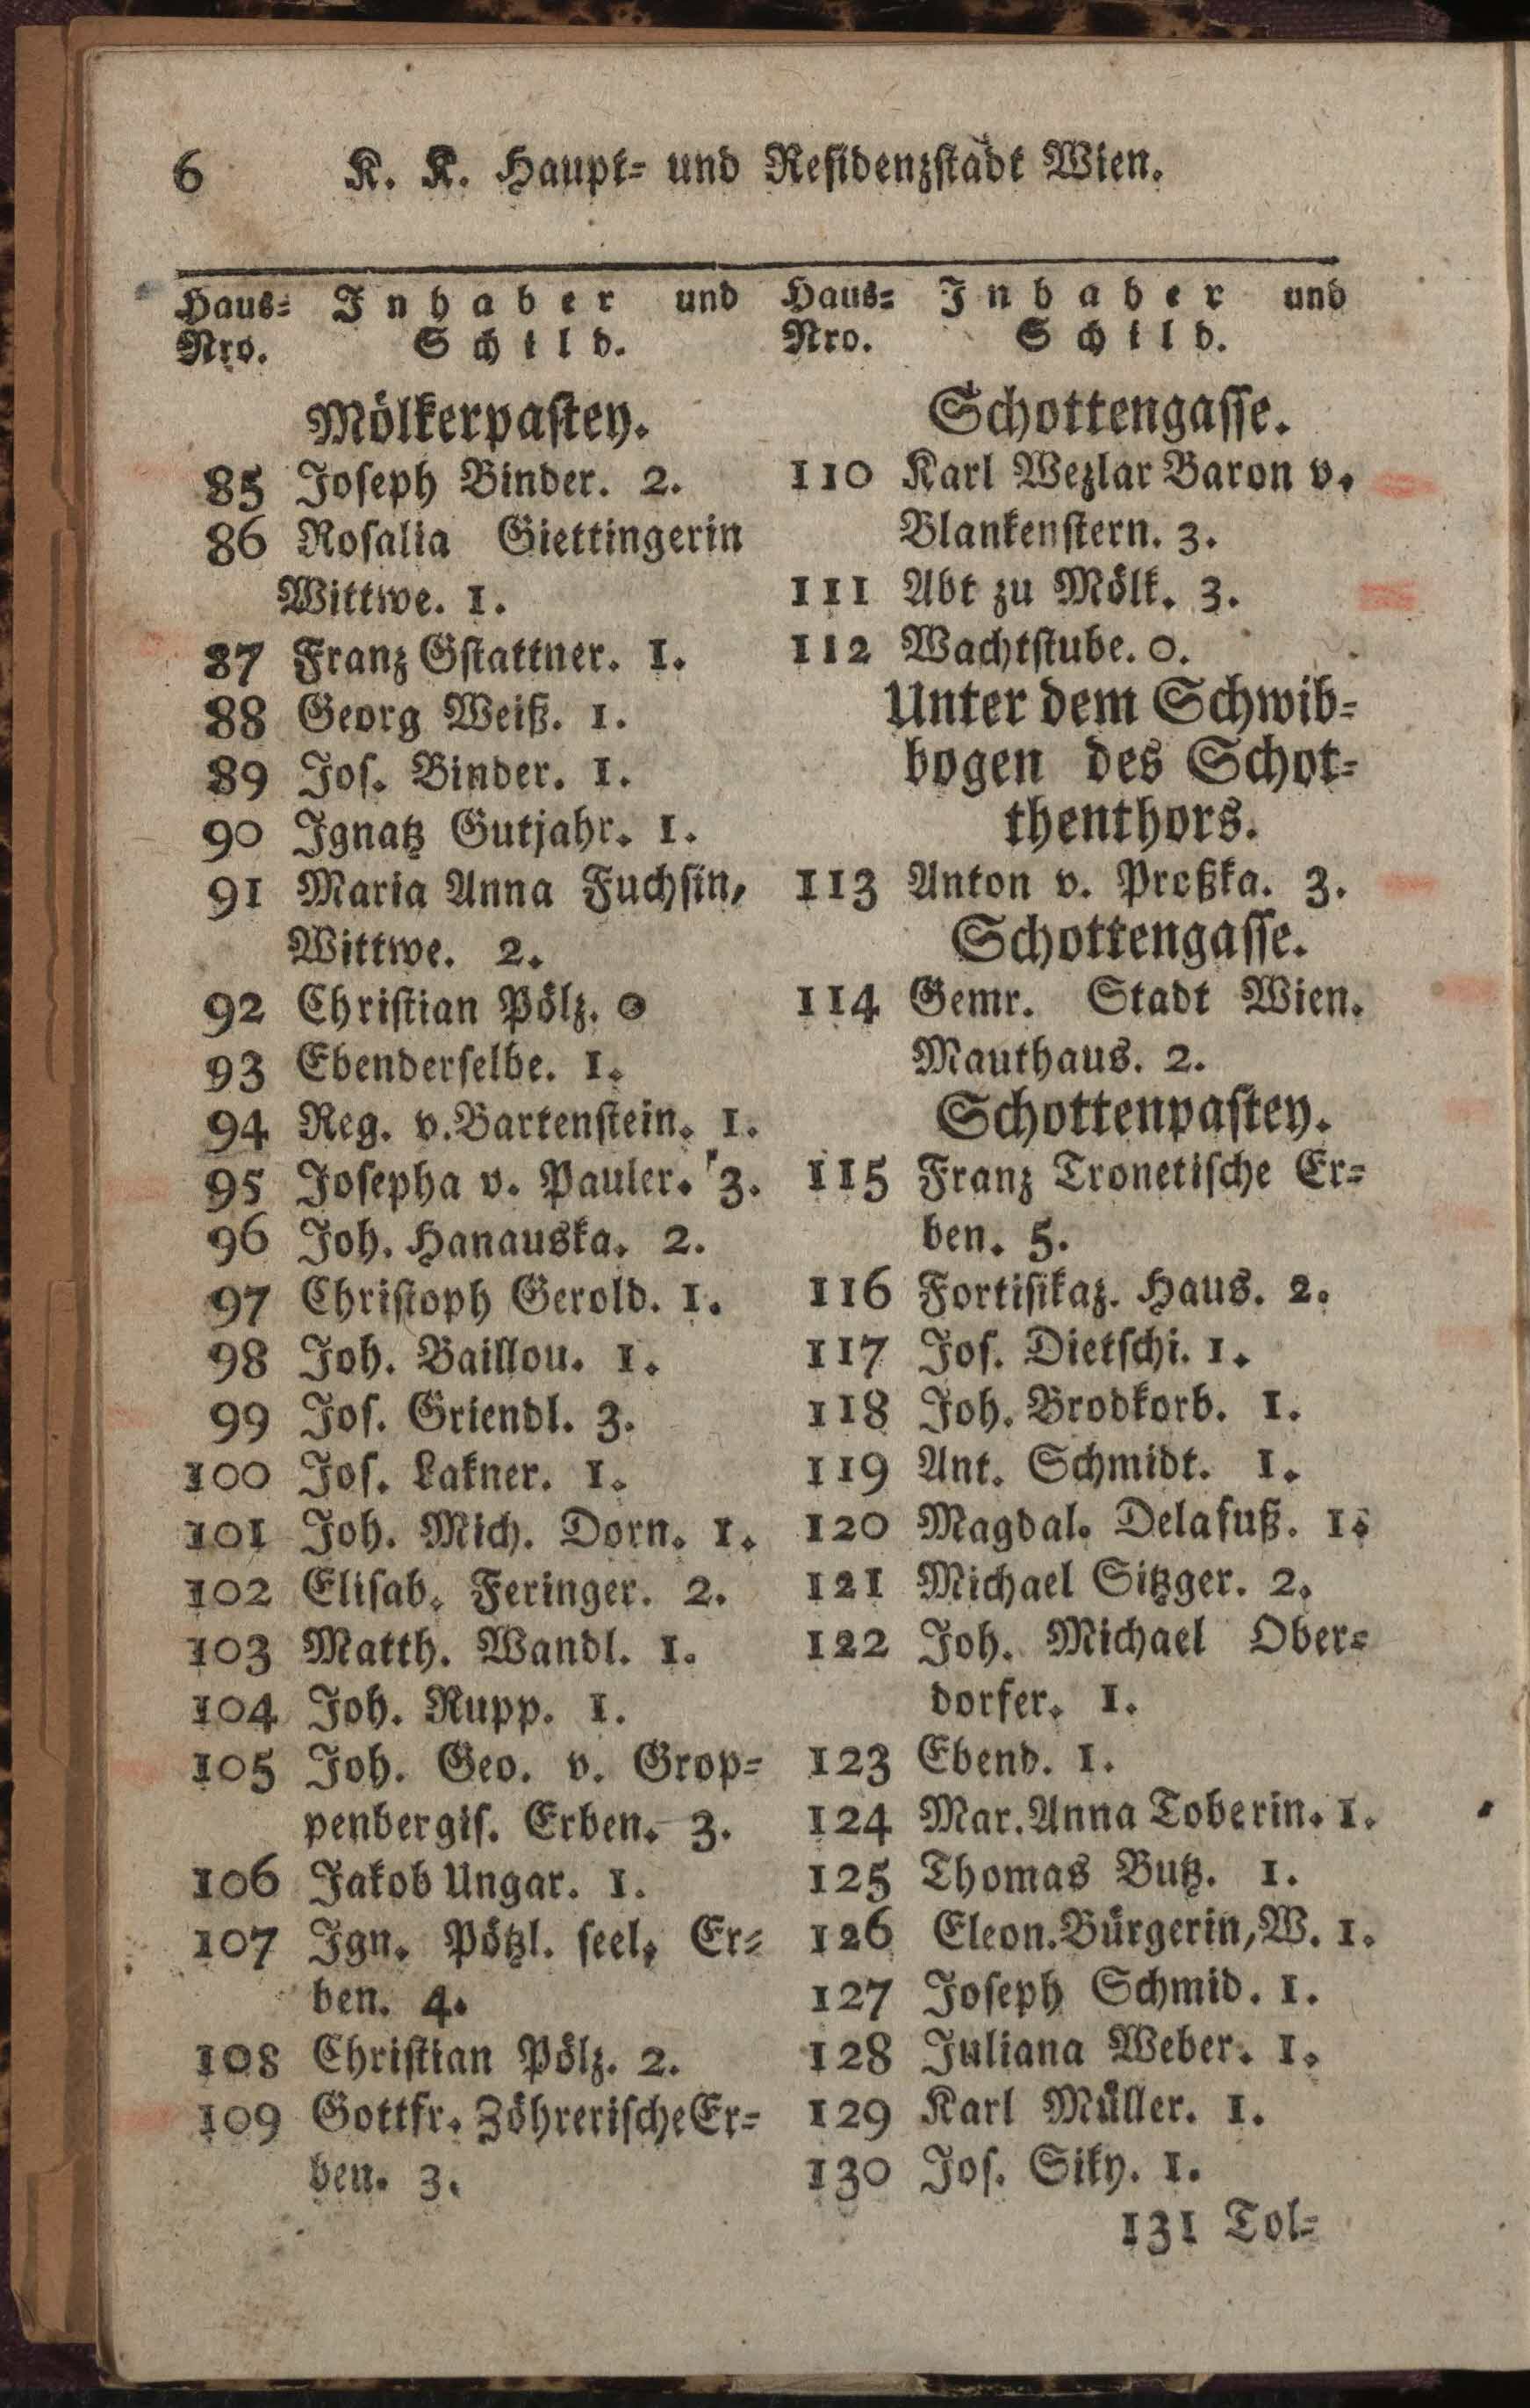 6 K. K. Haupt- und Residenzstadt Wien.
Haus- Inhaber und
Nro. Schild.
Mölkerpastey.
85 Joseph Binder. 2.
86 Rosalia Giettingerin
Wittwe. 1.
87 Franz Gstattner. 1.
88 Georg Weiß. 1.
89 Jos. Binder. 1.
90 Ignatz Gutjahr. 1.
91 Maria Anna Fuchsin,
Wittwe. 2.
92 Christian Pölz. 0
93 Ebenderselbe. 1.
94 Reg. v. Bartenstein. 1.
95 Josepha v. Pauler. 3.
96 Joh. Hanauska. 2.
97 Christoph Gerold. 1.
98 Joh. Baillou. 1.
99 Jos. Griendl. 3.
100 Jos. Lakner. 1.
101 Joh. Mich. Dorn. 1.
102 Elisab. Feringer. 2.
103 Matth. Wandl. 1.
104 Joh. Rupp. 1.
105 Joh. Geo. v. Grop-
penbergis. Erben. 3.
106 Jakob Ungar. 1.
107 Ign. Pötzl. seel. Er-
ben. 4.
108 Christian Pölz. 2.
109 Gottfr. Zöhrerische Er-
ben. 3.
Haus- Inhaber und
Nro. Schild.
Schottengasse.
110 Karl Wezlar Baron v.
Blankenstern. 3.
111 Abt zu Mölk. 3.
112 Wachtstube. 0.
Unter dem Schwib-
bogen des Schot-
thenthors.
113 Anton v. Proßka. 3.
Schottengasse.
114 Gemr. Stadt Wien.
Mauthaus. 2.
Schottenpastey.
115 Franz Tronetische Er-
ben. 5.
116 Fortifikaz. Haus. 2.
117 Jos. Dietschi. 1.
118 Joh. Brodkorb. 1.
119 Ant. Schmidt. 1.
120 Magdal. Delafuß. 1.
121 Michael Sitzger. 2.
122 Joh. Michael Ober-
dorfer. 1.
123 Ebend. 1.
124 Mar. Anna Toberin. 1.
125 Thomas Butz. 1.
126 Eleon. Bürgerin, W. 1.
127 Joseph Schmid. 1.
128 Juliana Weber. 1.
129 Karl Müller. 1.
130 Jos. Siky. 1.
131 Tol-